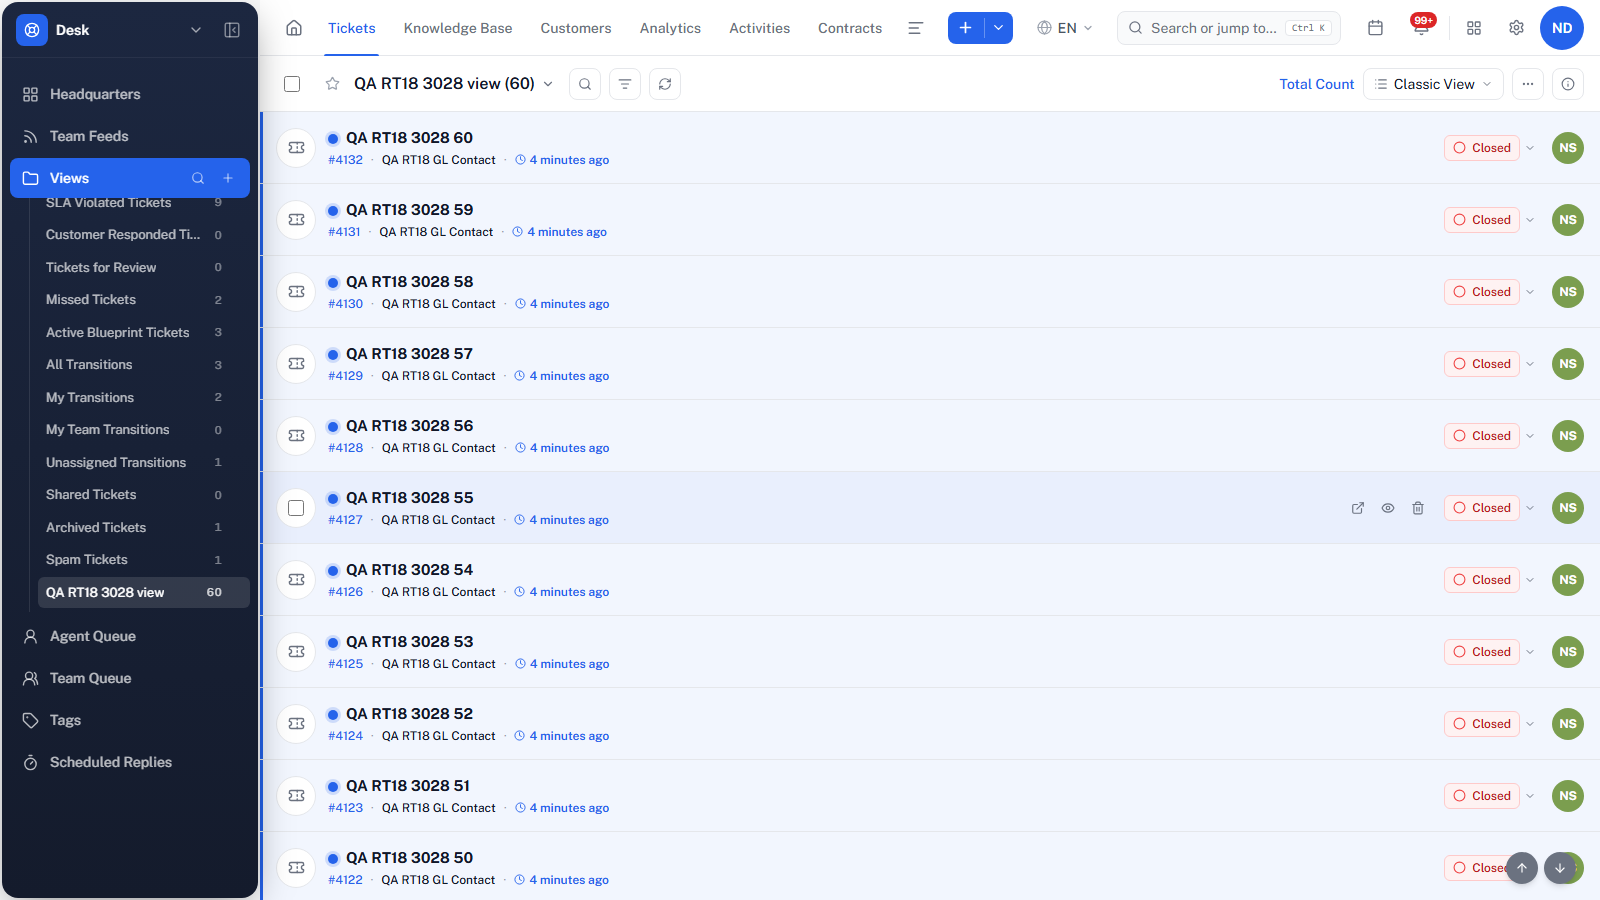 Desk
Headquarters
Team Feeds
Views
SLA Violated Tickets 9
Customer Responded Ti... 0
Tickets for Review 0
Missed Tickets 2
Active Blueprint Tickets 3
All Transitions 3
My Transitions 2
My Team Transitions 0
Unassigned Transitions 1
Shared Tickets 0
Archived Tickets 1
Spam Tickets 1
QA RT18 3028 view 60
Agent Queue
Team Queue
Tags
Scheduled Replies
Tickets Knowledge Base Customers Analytics Activities Contracts EN Search or jump to... Ctrl K 99+ ND
QA RT18 3028 view (60) Total Count Classic View
QA RT18 3028 60
#4132 · QA RT18 GL Contact · 4 minutes ago Closed NS
QA RT18 3028 59
#4131 · QA RT18 GL Contact · 4 minutes ago Closed NS
QA RT18 3028 58
#4130 · QA RT18 GL Contact · 4 minutes ago Closed NS
QA RT18 3028 57
#4129 · QA RT18 GL Contact · 4 minutes ago Closed NS
QA RT18 3028 56
#4128 · QA RT18 GL Contact · 4 minutes ago Closed NS
QA RT18 3028 55
#4127 · QA RT18 GL Contact · 4 minutes ago Closed NS
QA RT18 3028 54
#4126 · QA RT18 GL Contact · 4 minutes ago Closed NS
QA RT18 3028 53
#4125 · QA RT18 GL Contact · 4 minutes ago Closed NS
QA RT18 3028 52
#4124 · QA RT18 GL Contact · 4 minutes ago Closed NS
QA RT18 3028 51
#4123 · QA RT18 GL Contact · 4 minutes ago Closed NS
QA RT18 3028 50
#4122 · QA RT18 GL Contact · 4 minutes ago Closed